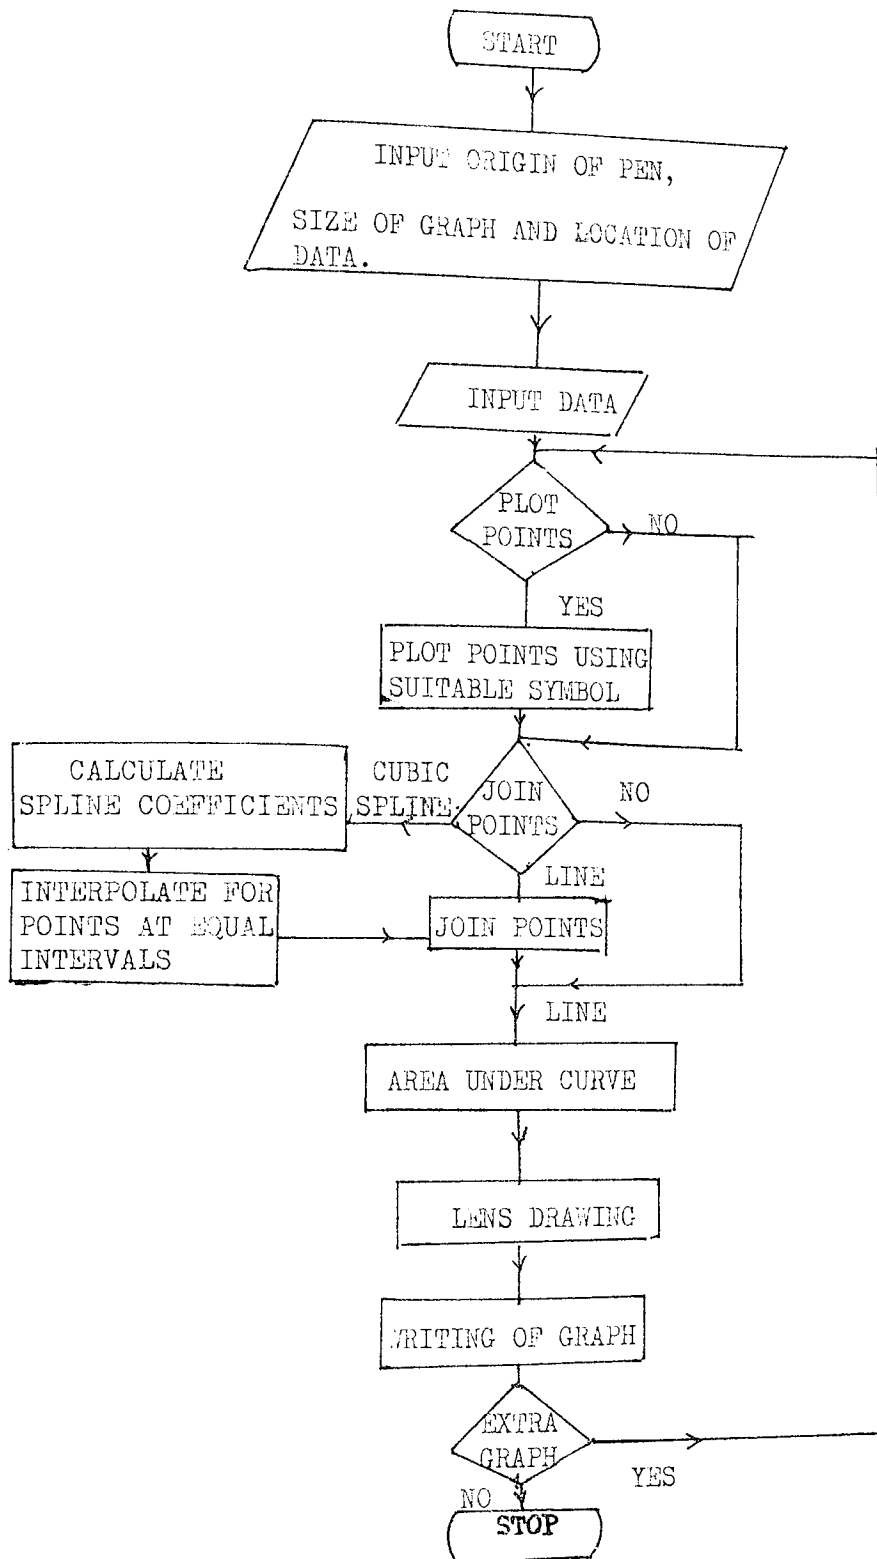 START
INPUT ORIGIN OF PEN,
SIZE OF GRAPH AND LOCATION OF
DATA.
INPUT DATA
PLOT
POINTS
NO
YES
PLOT POINTS USING
SUITABLE SYMBOL
CALCULATE
SPLINE COEFFICIENTS
CUBIC
SPLINE
JOIN
POINTS
NO
LINE
INTERPOLATE FOR
POINTS AT EQUAL
INTERVALS
JOIN POINTS
LINE
AREA UNDER CURVE
LENS DRAWING
WRITING OF GRAPH
EXTRA
GRAPH
YES
NO
STOP